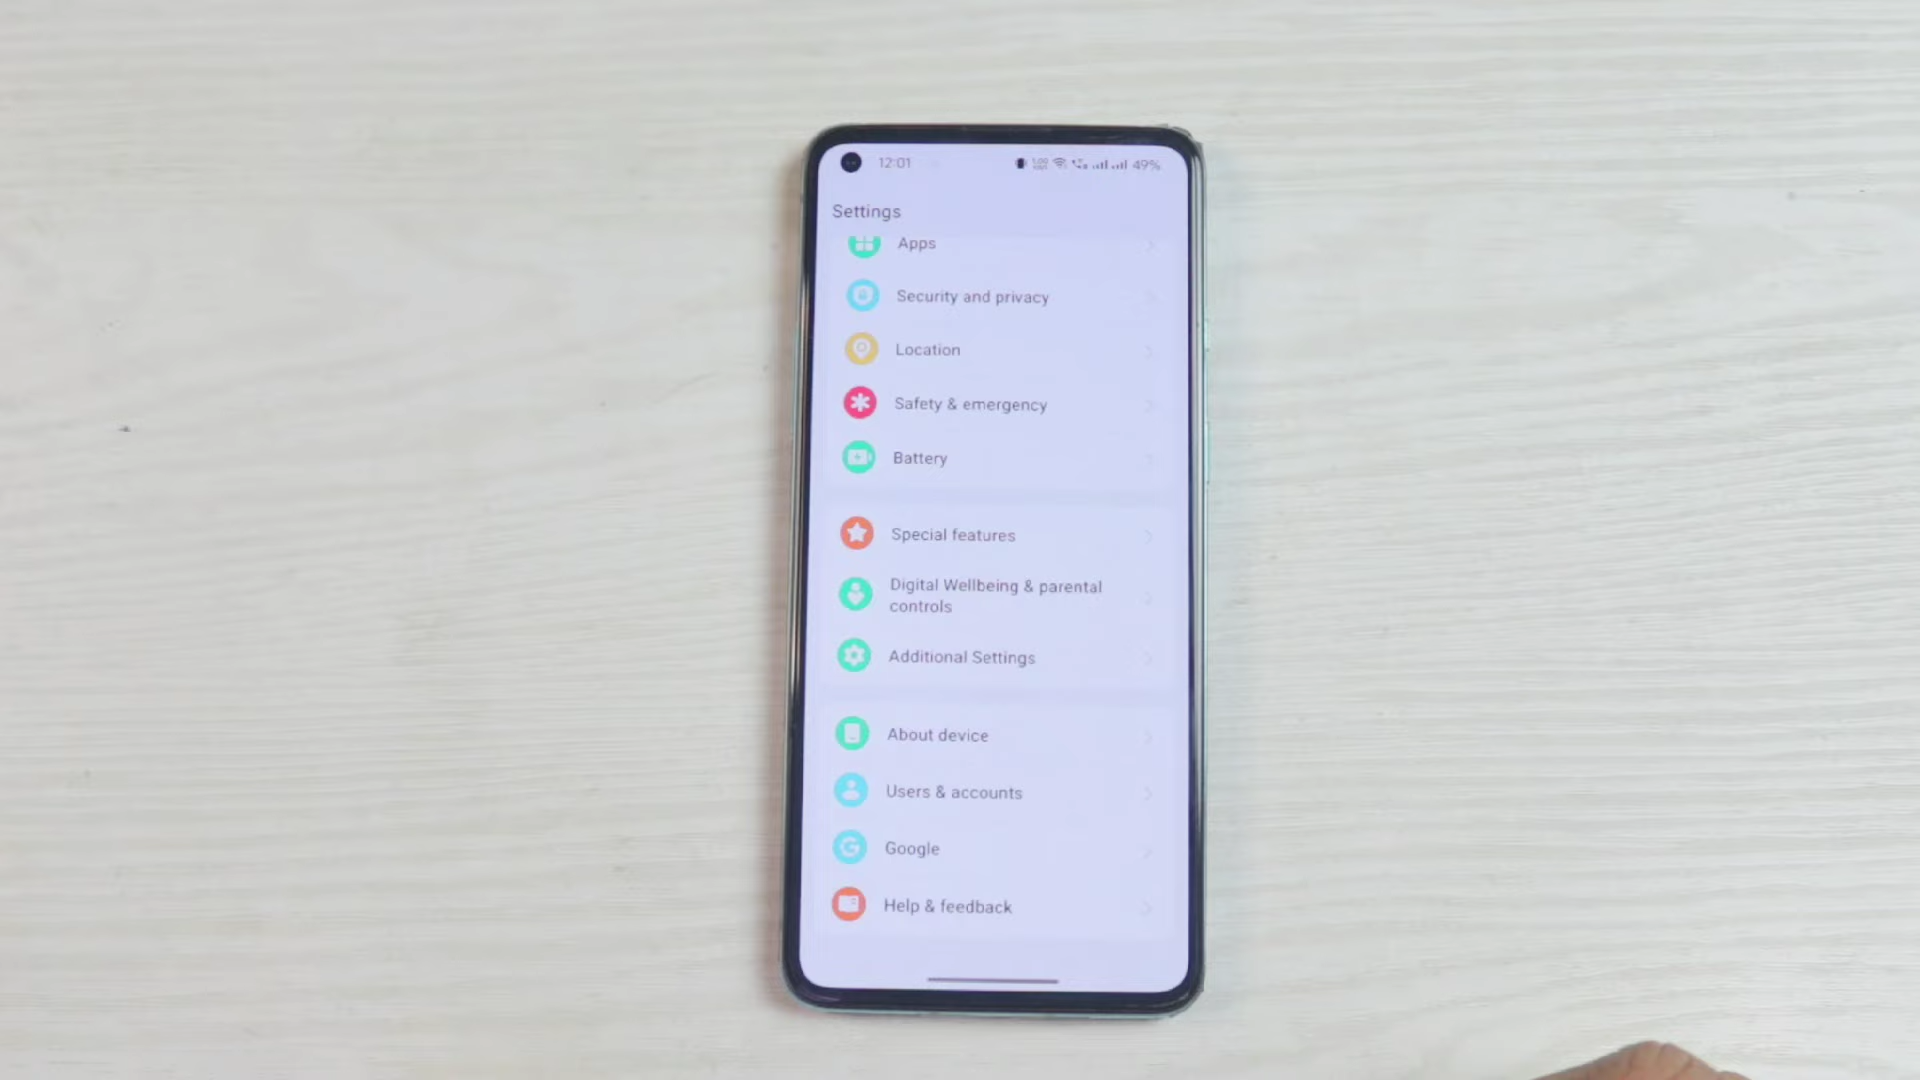 12:01
49%
Settings
Apps
Security and privacy
Location
Safety & emergency
Battery
Special features
Digital Wellbeing & parental
controls
Additional Settings
About device
Users & accounts
Google
Help & feedback